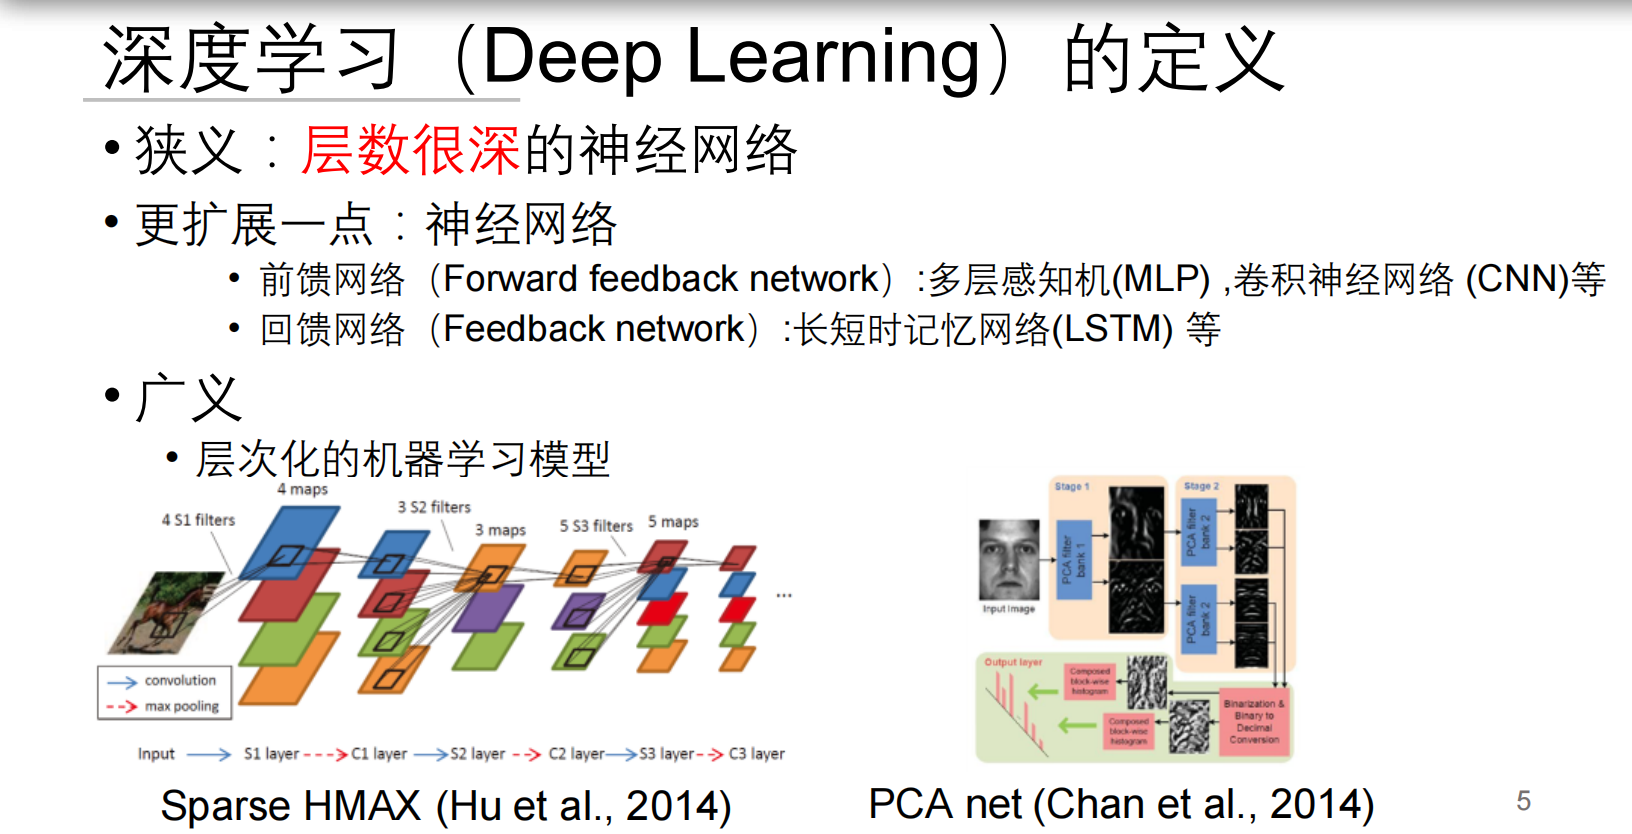 深度学习（Deep Learning）的定义
• 狭义：层数很深的神经网络
• 更扩展一点：神经网络
• 前馈网络（Forward feedback network）:多层感知机(MLP) ,卷积神经网络 (CNN)等
• 回馈网络（Feedback network）:长短时记忆网络(LSTM) 等
• 广义
• 层次化的机器学习模型
4 maps
4 S1 filters
3 S2 filters
3 maps
5 S3 filters
5 maps
...
convolution
max pooling
Input
S1 layer
C1 layer
S2 layer
C2 layer
S3 layer
C3 layer
Sparse HMAX (Hu et al., 2014)
Stage 1
Stage 2
Input Image
PCA filter
bank 1
PCA filter
bank 2
PCA filter
bank 2
Output layer
Composed
block-wise
histogram
Composed
block-wise
histogram
Binarization &
Binary to
Decimal
Conversion
PCA net (Chan et al., 2014)
5